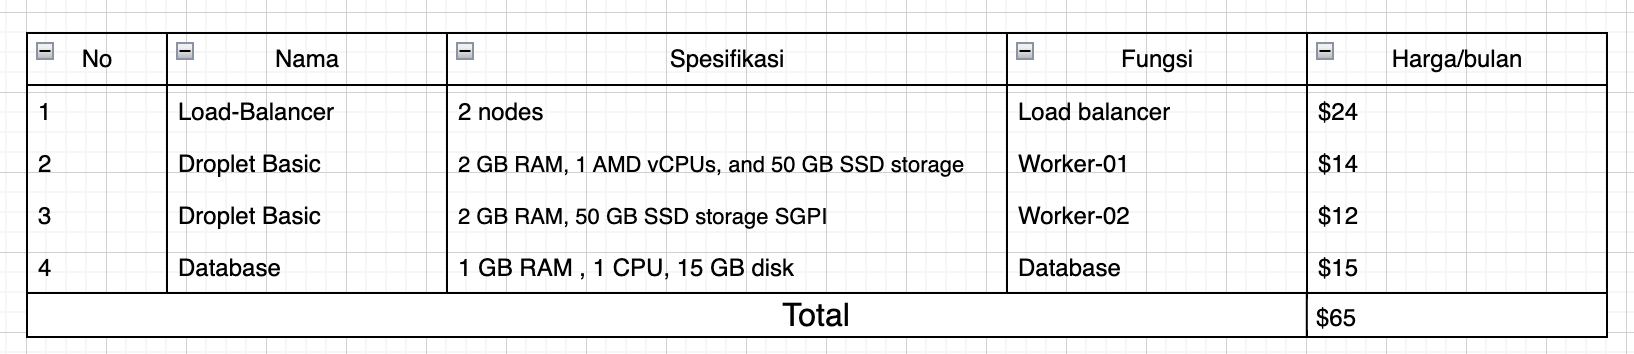 No Nama Spesifikasi Fungsi Harga/bulan
1 Load-Balancer 2 nodes Load balancer $24
2 Droplet Basic 2 GB RAM, 1 AMD vCPUs, and 50 GB SSD storage Worker-01 $14
3 Droplet Basic 2 GB RAM, 50 GB SSD storage SGPI Worker-02 $12
4 Database 1 GB RAM , 1 CPU, 15 GB disk Database $15
Total $65